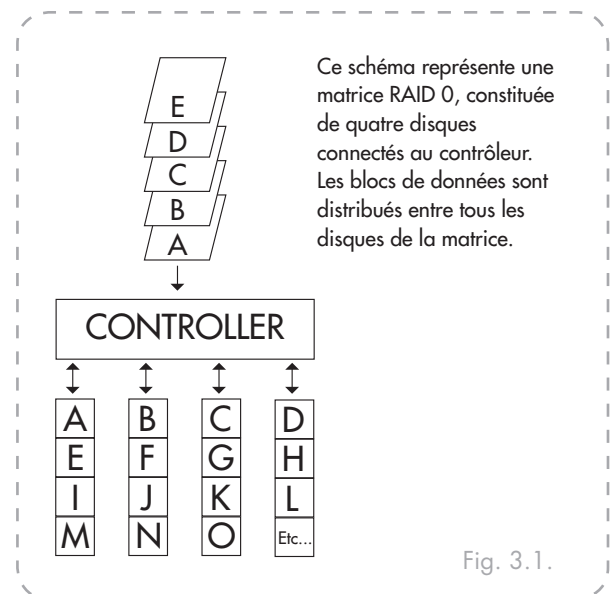 Ce schéma représente une
matrice RAID 0, constituée
de quatre disques
connectés au contrôleur.
Les blocs de données sont
distribués entre tous les
disques de la matrice.
E
D
C
B
A
CONTROLLER
A B C D
E F G H
I J K L
M N O Etc...
Fig. 3.1.